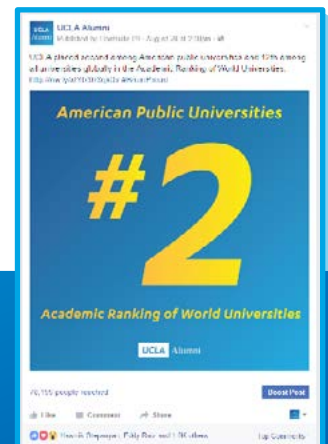 UCLA Alumni
UCLA placed second among American public universities and 12th among
all universities globally in the Academic Ranking of World Universities.
American Public Universities
#2
Academic Ranking of World Universities
UCLA Alumni
people reached
Boost Post
Like Comment Share
Top Comments